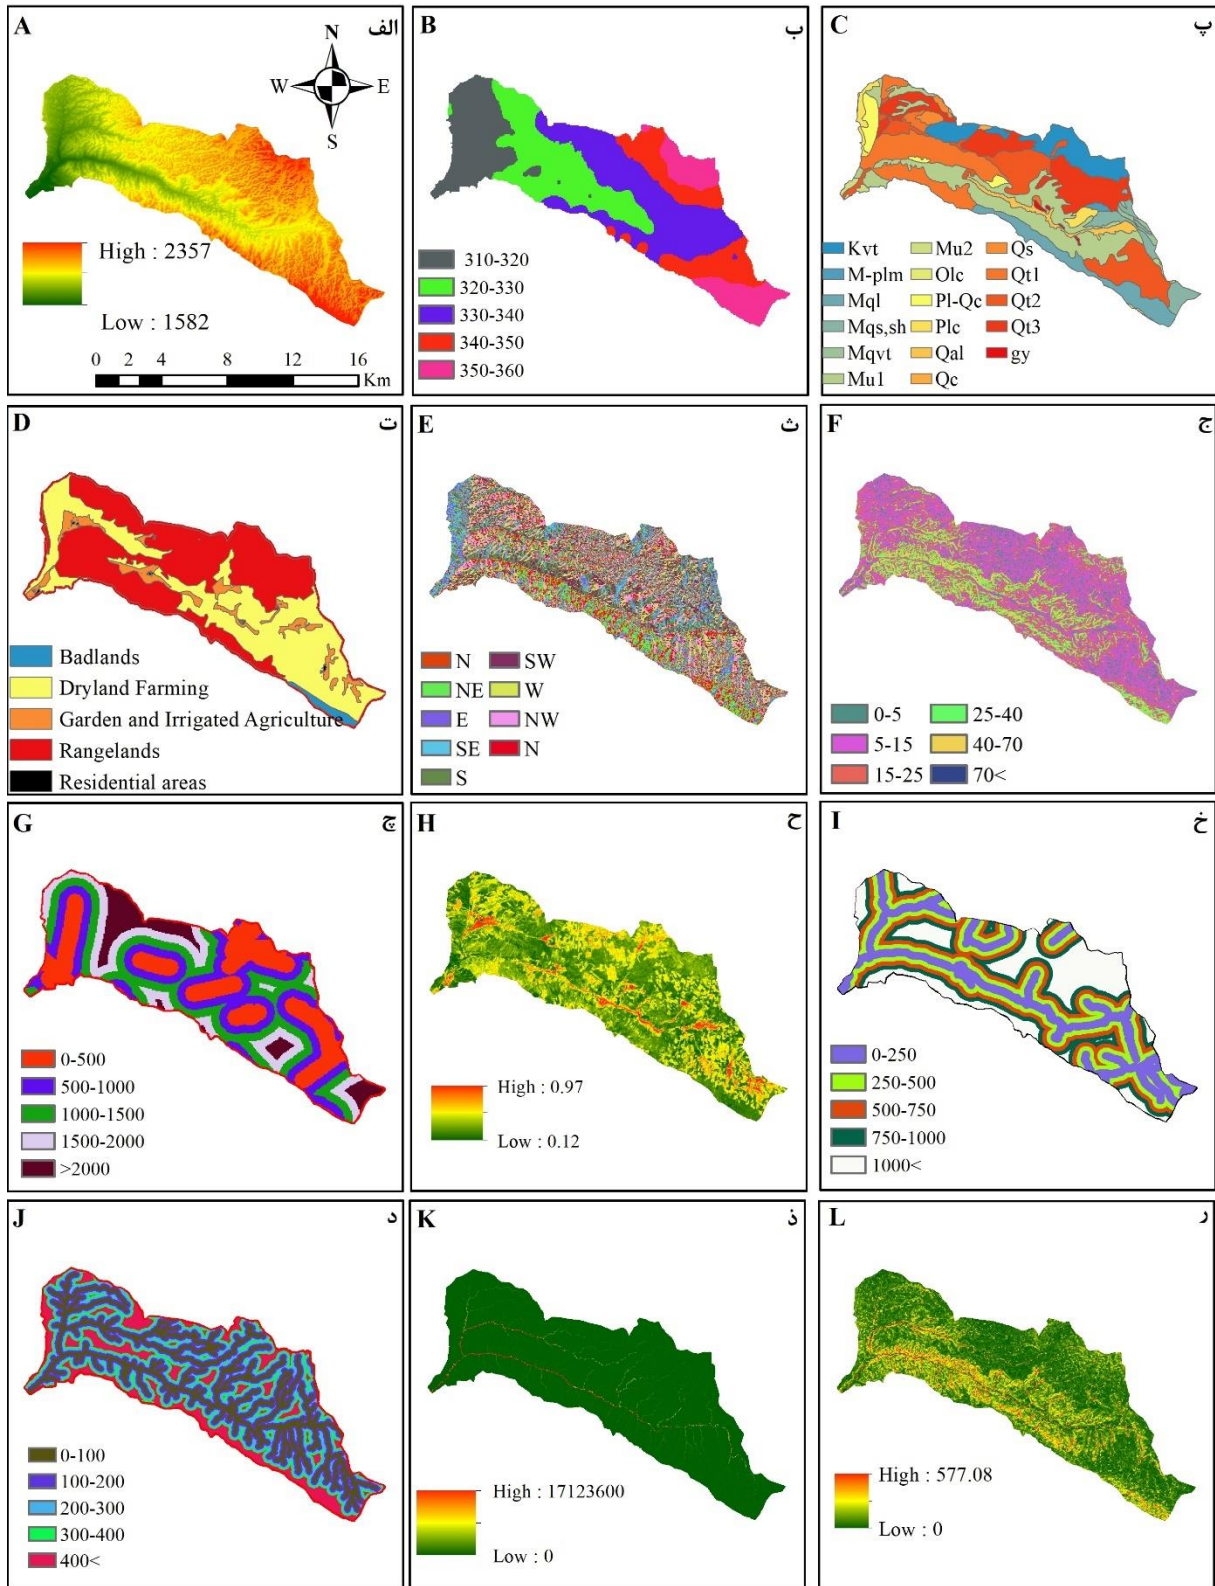 A
الف
N
W
E
S
High : 2357
Low : 1582
0 2 4 8 12 16
Km
B
ب
310-320
320-330
330-340
340-350
350-360
C
پ
Kvt
M-plm
Mql
Mqs,sh
Mqvt
Mu1
Mu2
Olc
Pl-Qc
Plc
Qal
Qc
Qs
Qt1
Qt2
Qt3
gy
D
ت
Badlands
Dryland Farming
Garden and Irrigated Agriculture
Rangelands
Residential areas
E
ث
N
NE
E
SE
S
SW
W
NW
N
F
ج
0-5
5-15
15-25
25-40
40-70
70<
G
چ
0-500
500-1000
1000-1500
1500-2000
>2000
H
ح
High : 0.97
Low : 0.12
I
خ
0-250
250-500
500-750
750-1000
1000<
J
د
0-100
100-200
200-300
300-400
400<
K
ذ
High : 17123600
Low : 0
L
ر
High : 577.08
Low : 0